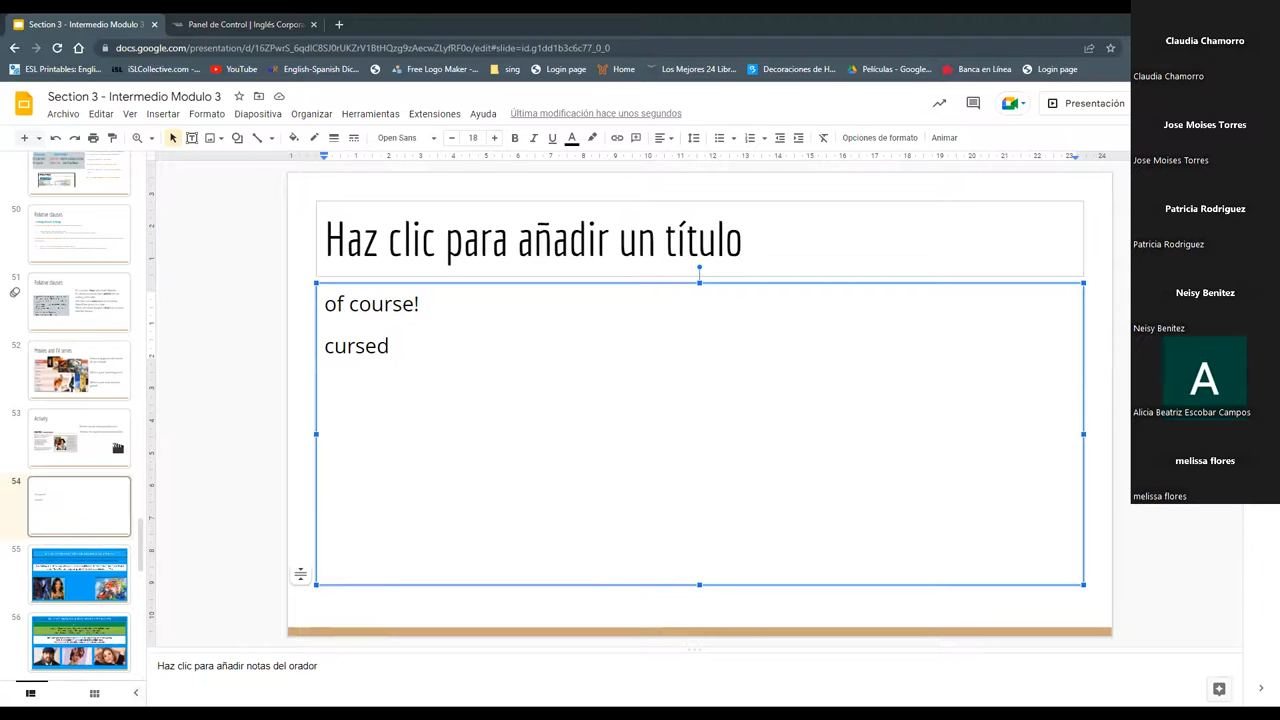 Section 3 - Intermedio Modulo 3
Panel de Control | Inglés Corpora
docs.google.com/presentation/d/16ZPwrS_6qdlC8SJ0rUKZrV1BtHQzg9zAecwZLyfRF0o/edit#slide=id.g1dd1b3c6c77_0_0
ESL Printables: Engl...
iSLCollective.com -...
YouTube
English-Spanish Dic...
Free Logo Maker -...
sing
Login page
Home
Los Mejores 24 Libr...
Decoraciones de H...
Películas - Google...
Banca en Línea
Login page
Section 3 - Intermedio Modulo 3
Archivo Editar Ver Insertar Formato Diapositiva Organizar Herramientas Extensiones Ayuda
Última modificación hace unos segundos
Presentación
Open Sans
18
Opciones de formato
Animar
50
Relative clauses
51
Relative clauses
52
Movies and TV series
53
Activity
54
55
56
Haz clic para añadir un título
of course!
cursed
Haz clic para añadir notas del orador
Claudia Chamorro
Claudia Chamorro
Jose Moises Torres
Jose Moises Torres
Patricia Rodriguez
Patricia Rodriguez
Neisy Benitez
Neisy Benitez
A
Alicia Beatriz Escobar Campos
melissa flores
melissa flores